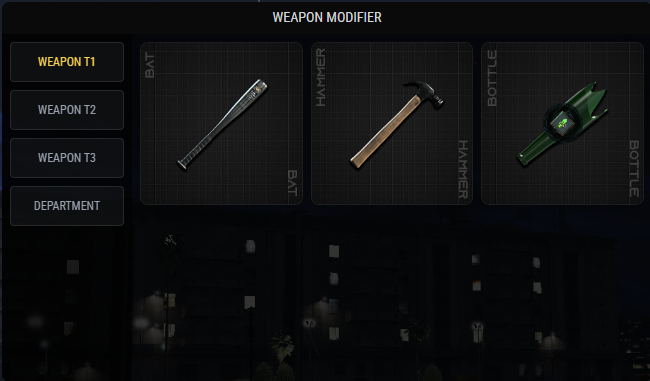 WEAPON MODIFIER
WEAPON T1
WEAPON T2
WEAPON T3
DEPARTMENT
BAT
BAT
HAMMER
HAMMER
BOTTLE
BOTTLE